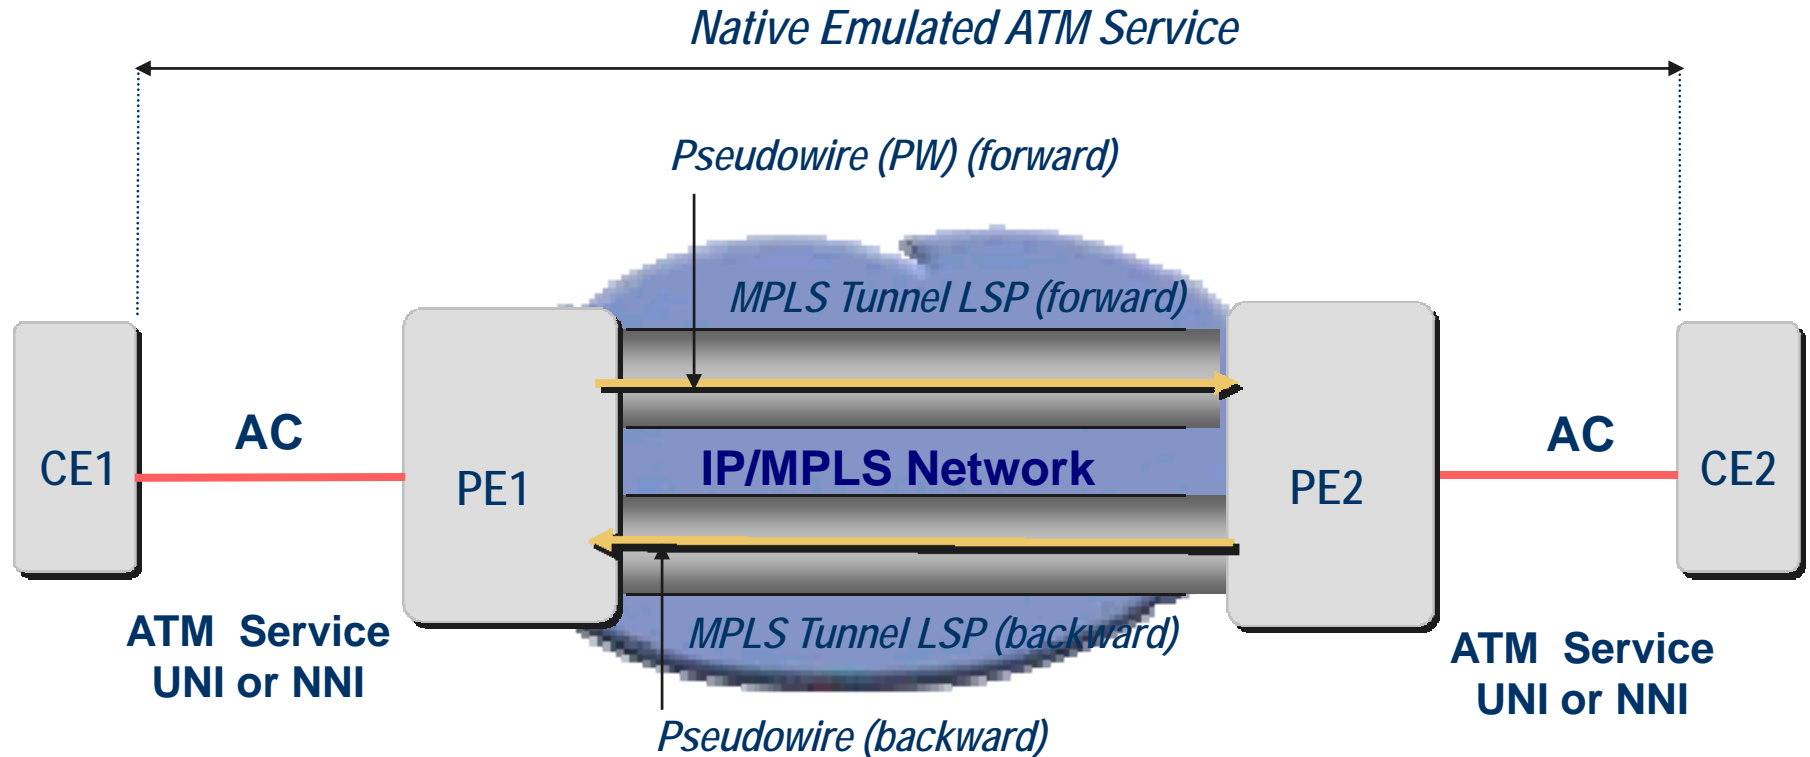 Native Emulated ATM Service
Pseudowire (PW) (forward)
MPLS Tunnel LSP (forward)
CE1
AC
PE1
IP/MPLS Network
PE2
AC
CE2
ATM Service
UNI or NNI
MPLS Tunnel LSP (backward)
ATM Service
UNI or NNI
Pseudowire (backward)